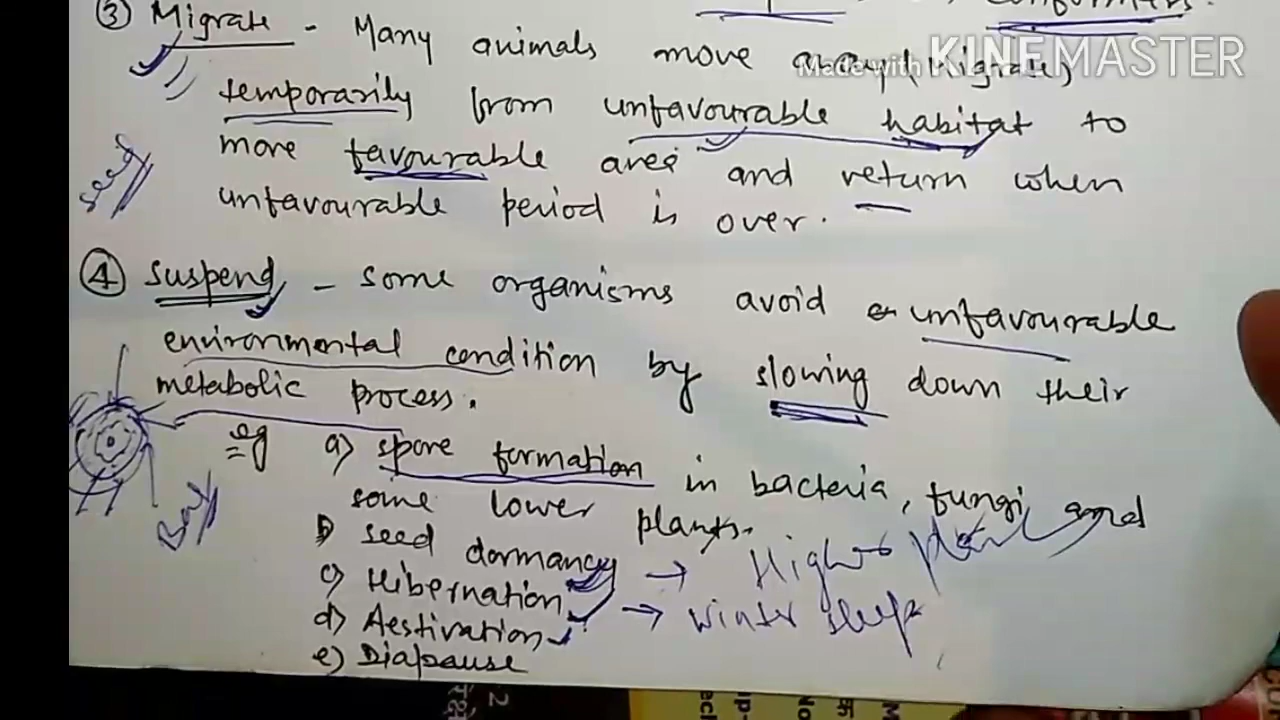 Conformers.
③ Migrate - Many animals move away (Migrate)
Made with KINEMASTER
temporarily from unfavourable habitat to
more favourable area and return when
unfavourable period is over.
④ Suspend - Some organisms avoid unfavourable
environmental condition by slowing down their
metabolic process.
eg a) spore formation in bacteria, fungi and
some lower plants.
b) seed dormancy → Higher plant
c) Hibernation → Winter sleep
d) Aestivation
e) Diapause